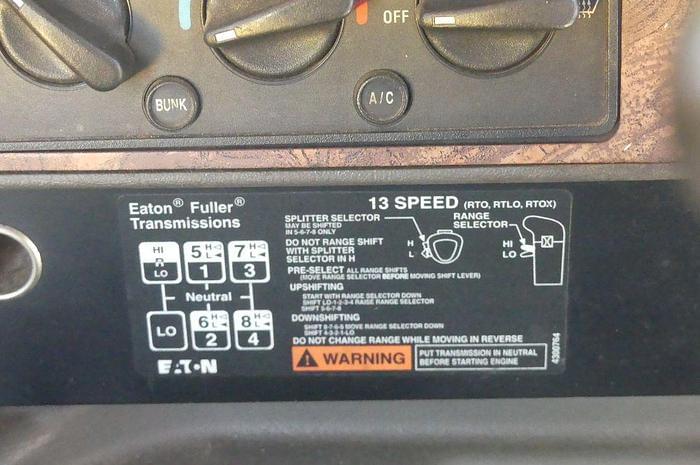 OFF
BUNK
A/C
Eaton® Fuller®
Transmissions
13 SPEED (RTO, RTLO, RTOX)
SPLITTER SELECTOR
MAY BE SHIFTED
IN 5-6-7-8 ONLY
RANGE
SELECTOR
DO NOT RANGE SHIFT
WITH SPLITTER
SELECTOR IN H
H
L
HI
LO
PRE-SELECT ALL RANGE SHIFTS
(MOVE RANGE SELECTOR BEFORE MOVING SHIFT LEVER)
UPSHIFTING
START WITH RANGE SELECTOR DOWN
SHIFT LO-1-2-3-4 RAISE RANGE SELECTOR
SHIFT 5-6-7-8
DOWNSHIFTING
SHIFT 8-7-6-5 MOVE RANGE SELECTOR DOWN
SHIFT 4-3-2-1-LO
DO NOT CHANGE RANGE WHILE MOVING IN REVERSE
WARNING
PUT TRANSMISSION IN NEUTRAL
BEFORE STARTING ENGINE
4300764
HI
R
LO
5 H L
1
7 H L
3
Neutral
LO
6 H L
2
8 H L
4
EATON